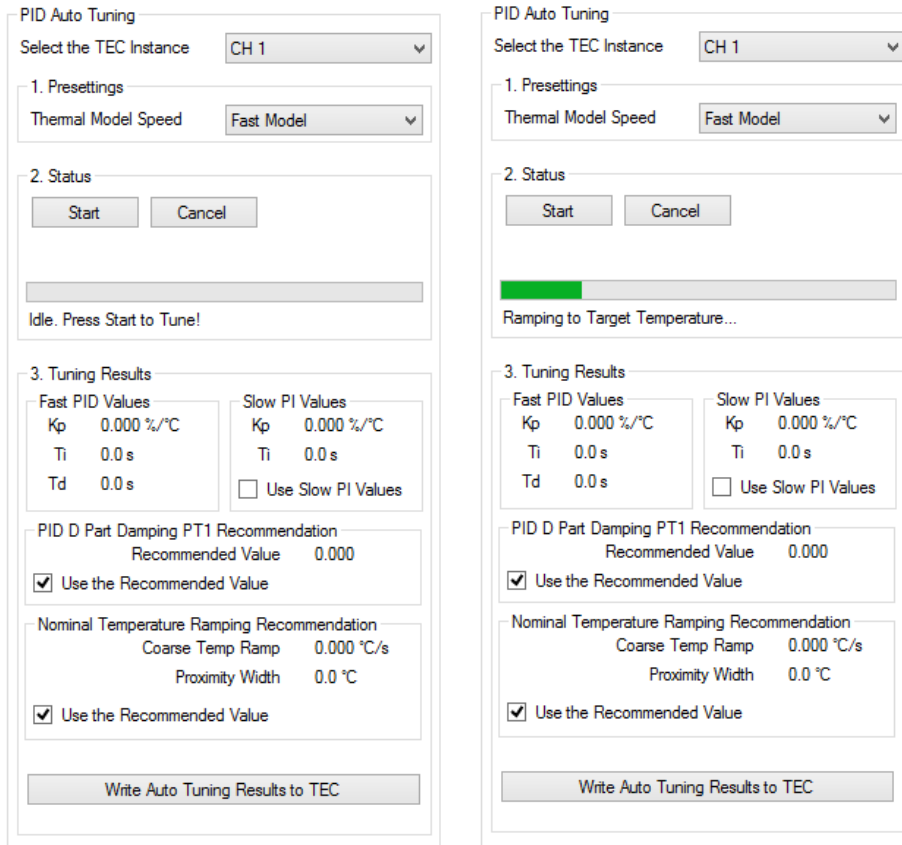 PID Auto Tuning
Select the TEC Instance CH 1
1. Presettings
Thermal Model Speed Fast Model
2. Status
Start Cancel
Idle. Press Start to Tune!
3. Tuning Results
Fast PID Values Slow PI Values
Kp 0.000 %/°C Kp 0.000 %/°C
Ti 0.0 s Ti 0.0 s
Td 0.0 s Use Slow PI Values
PID D Part Damping PT1 Recommendation
Recommended Value 0.000
Use the Recommended Value
Nominal Temperature Ramping Recommendation
Coarse Temp Ramp 0.000 °C/s
Proximity Width 0.0 °C
Use the Recommended Value
Write Auto Tuning Results to TEC
PID Auto Tuning
Select the TEC Instance CH 1
1. Presettings
Thermal Model Speed Fast Model
2. Status
Start Cancel
Ramping to Target Temperature...
3. Tuning Results
Fast PID Values Slow PI Values
Kp 0.000 %/°C Kp 0.000 %/°C
Ti 0.0 s Ti 0.0 s
Td 0.0 s Use Slow PI Values
PID D Part Damping PT1 Recommendation
Recommended Value 0.000
Use the Recommended Value
Nominal Temperature Ramping Recommendation
Coarse Temp Ramp 0.000 °C/s
Proximity Width 0.0 °C
Use the Recommended Value
Write Auto Tuning Results to TEC